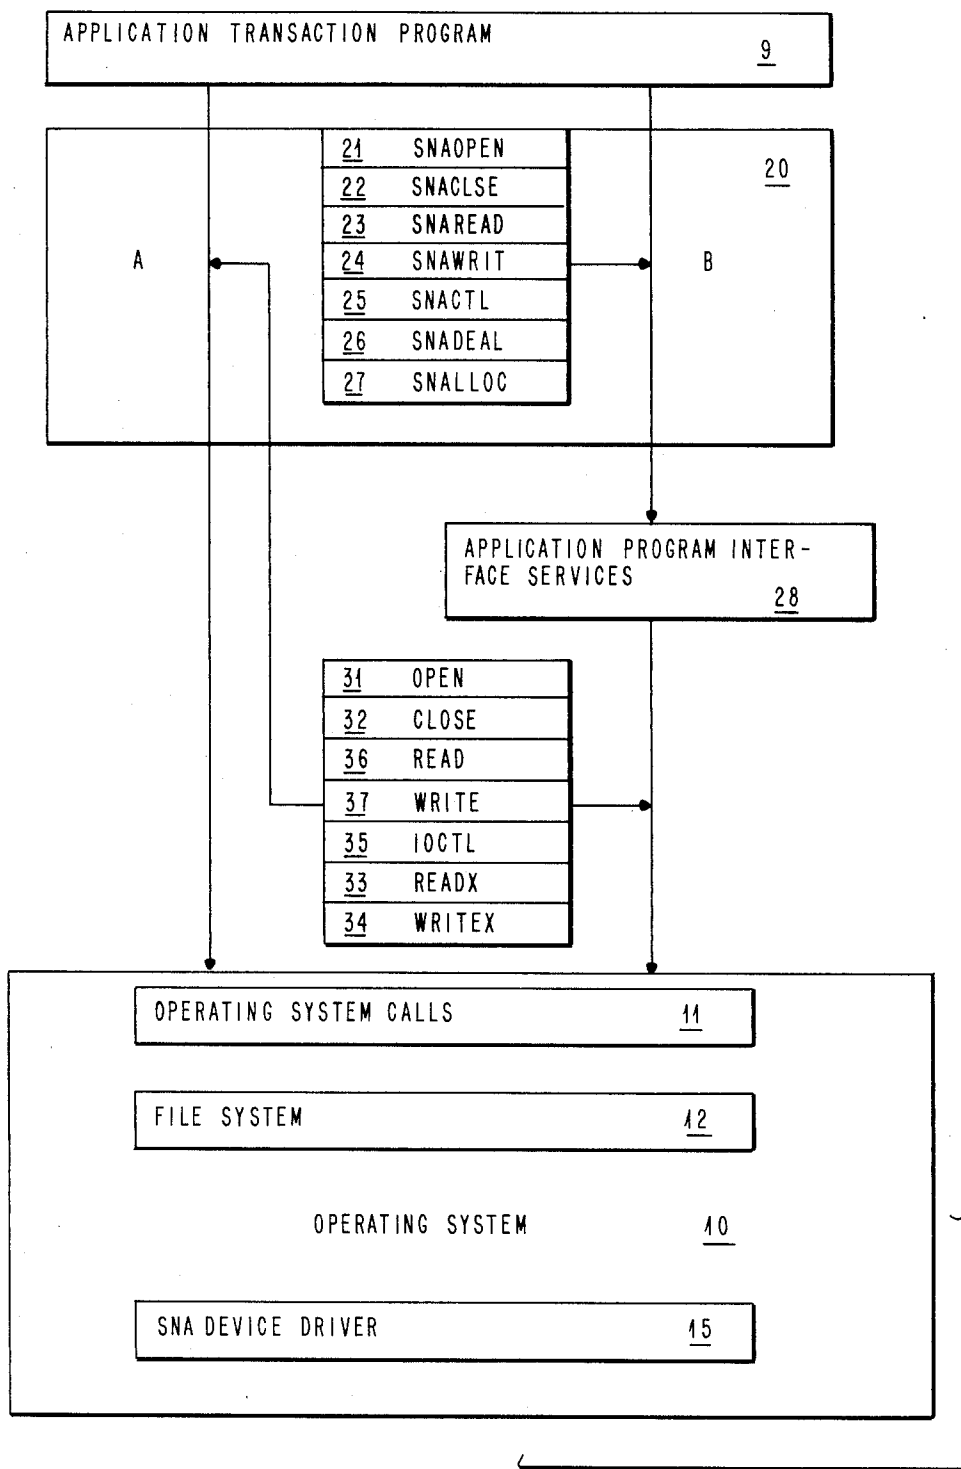 APPLICATION TRANSACTION PROGRAM 9
21 SNAOPEN
20
22 SNACLSE
23 SNAREAD
A 24 SNAWRIT B
25 SNACTL
26 SNADEAL
27 SNALLOC
APPLICATION PROGRAM INTER-
FACE SERVICES
28
31 OPEN
32 CLOSE
36 READ
37 WRITE
35 IOCTL
33 READX
34 WRITEX
OPERATING SYSTEM CALLS 11
FILE SYSTEM 12
OPERATING SYSTEM 10
SNA DEVICE DRIVER 15